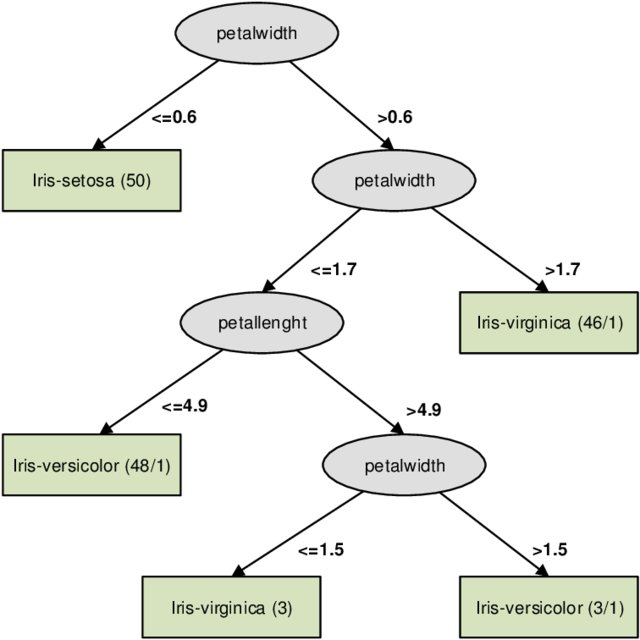 petalwidth
<=0.6
>0.6
Iris-setosa (50)
petalwidth
<=1.7
>1.7
petallenght
Iris-virginica (46/1)
<=4.9
>4.9
Iris-versicolor (48/1)
petalwidth
<=1.5
>1.5
Iris-virginica (3)
Iris-versicolor (3/1)